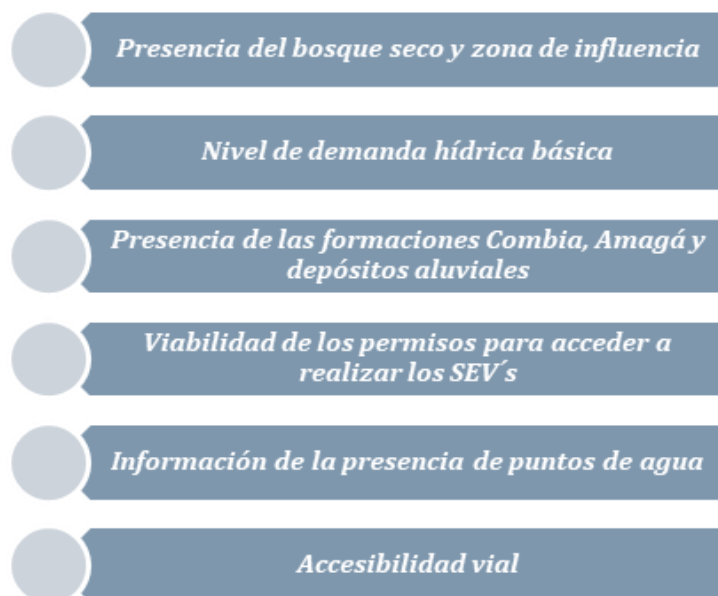 Presencia del bosque seco y zona de influencia
Nivel de demanda hídrica básica
Presencia de las formaciones Combia, Amagá y
depósitos aluviales
Viabilidad de los permisos para acceder a
realizar los SEV´s
Información de la presencia de puntos de agua
Accesibilidad vial